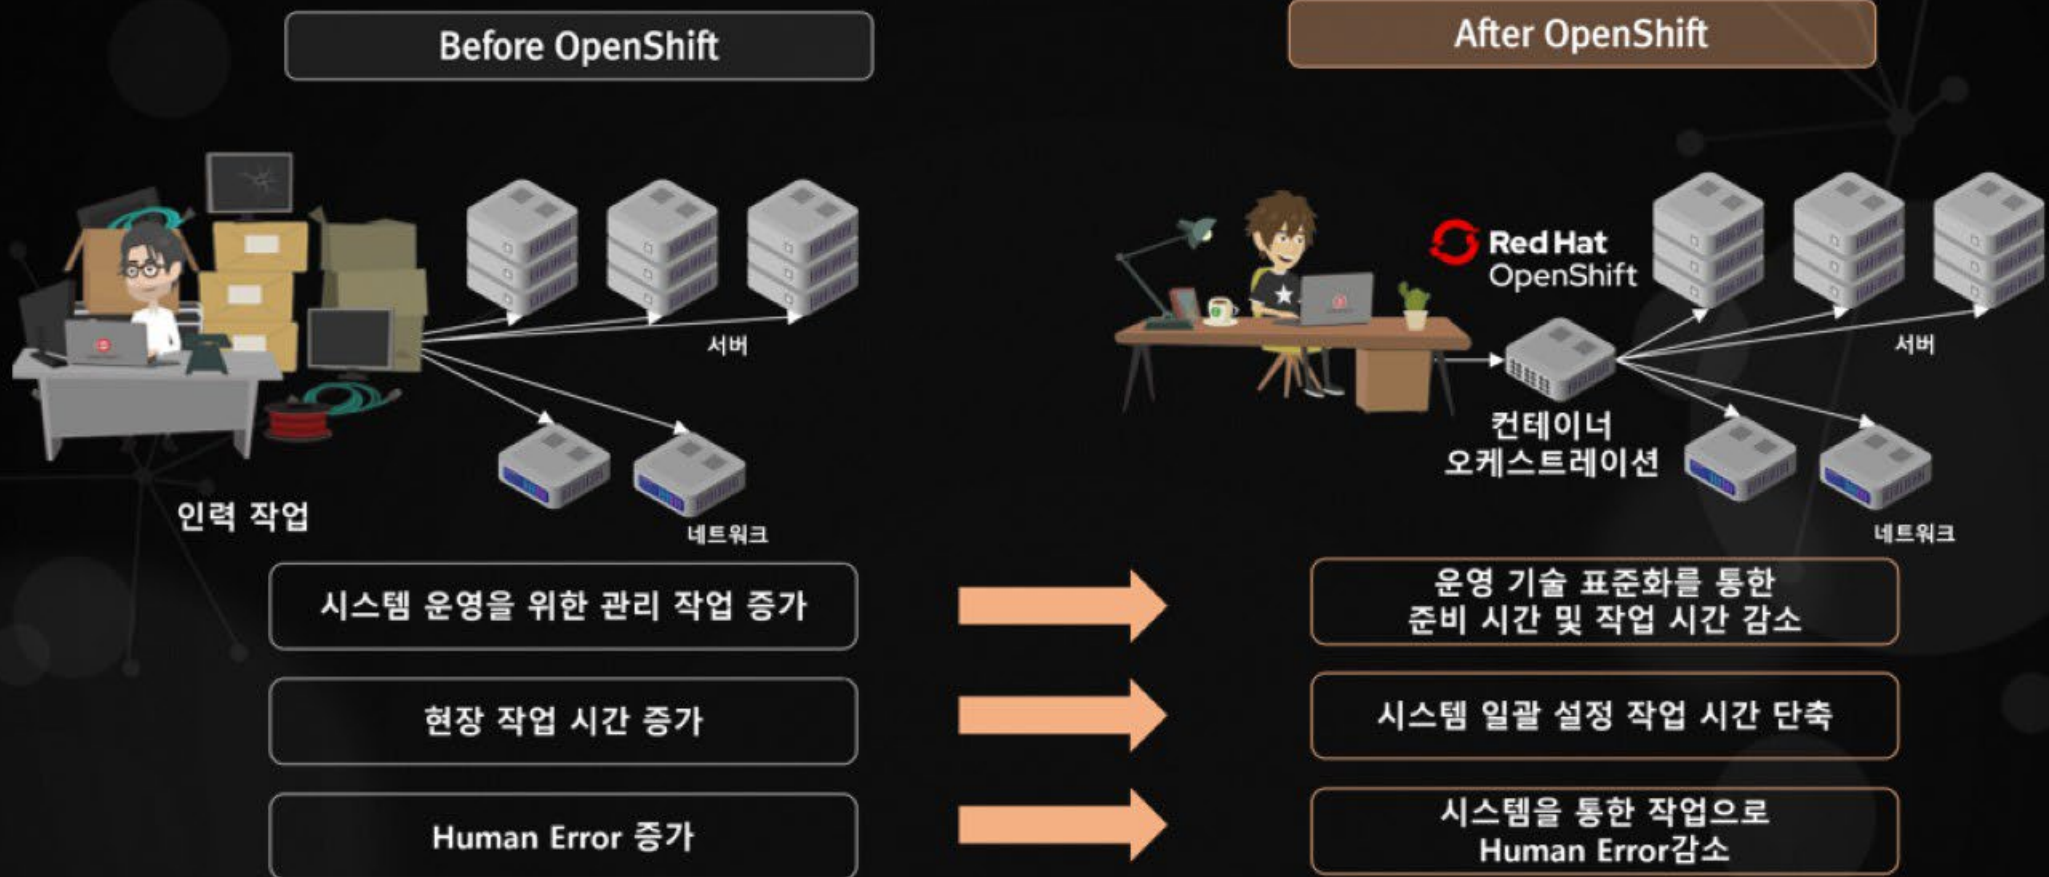 Before OpenShift
After OpenShift
Red Hat
OpenShift
서버
서버
컨테이너
오케스트레이션
인력 작업
네트워크
네트워크
시스템 운영을 위한 관리 작업 증가
운영 기술 표준화를 통한
준비 시간 및 작업 시간 감소
현장 작업 시간 증가
시스템 일괄 설정 작업 시간 단축
Human Error 증가
시스템을 통한 작업으로
Human Error감소